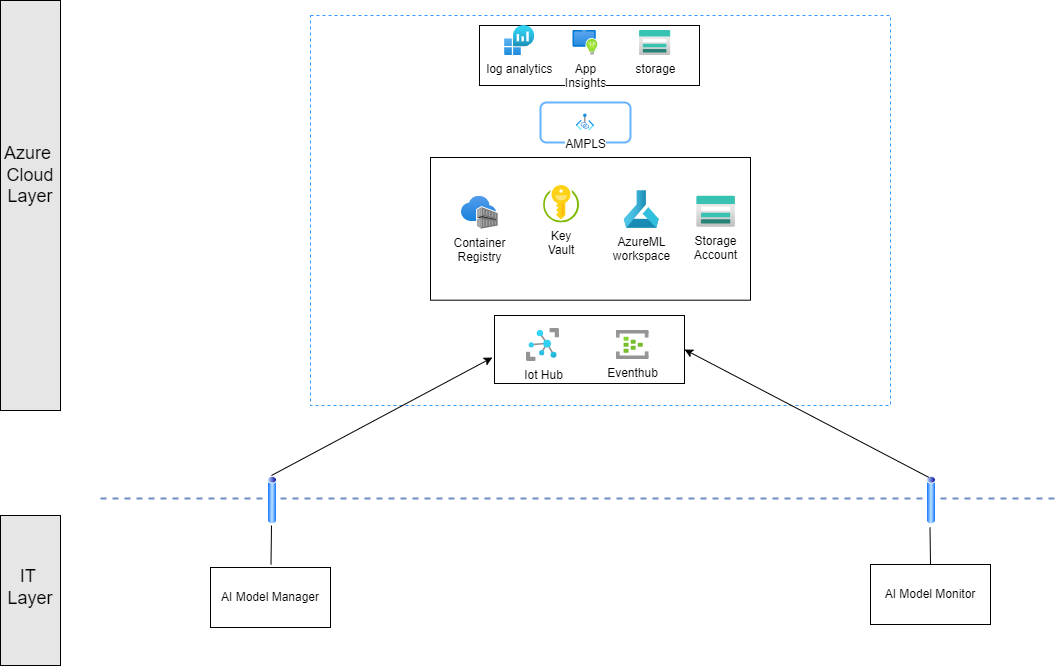 Azure
Cloud
Layer
log analytics
App
Insights
storage
AMPLS
Container
Registry
Key
Vault
AzureML
workspace
Storage
Account
Iot Hub
Eventhub
IT
Layer
AI Model Manager
AI Model Monitor